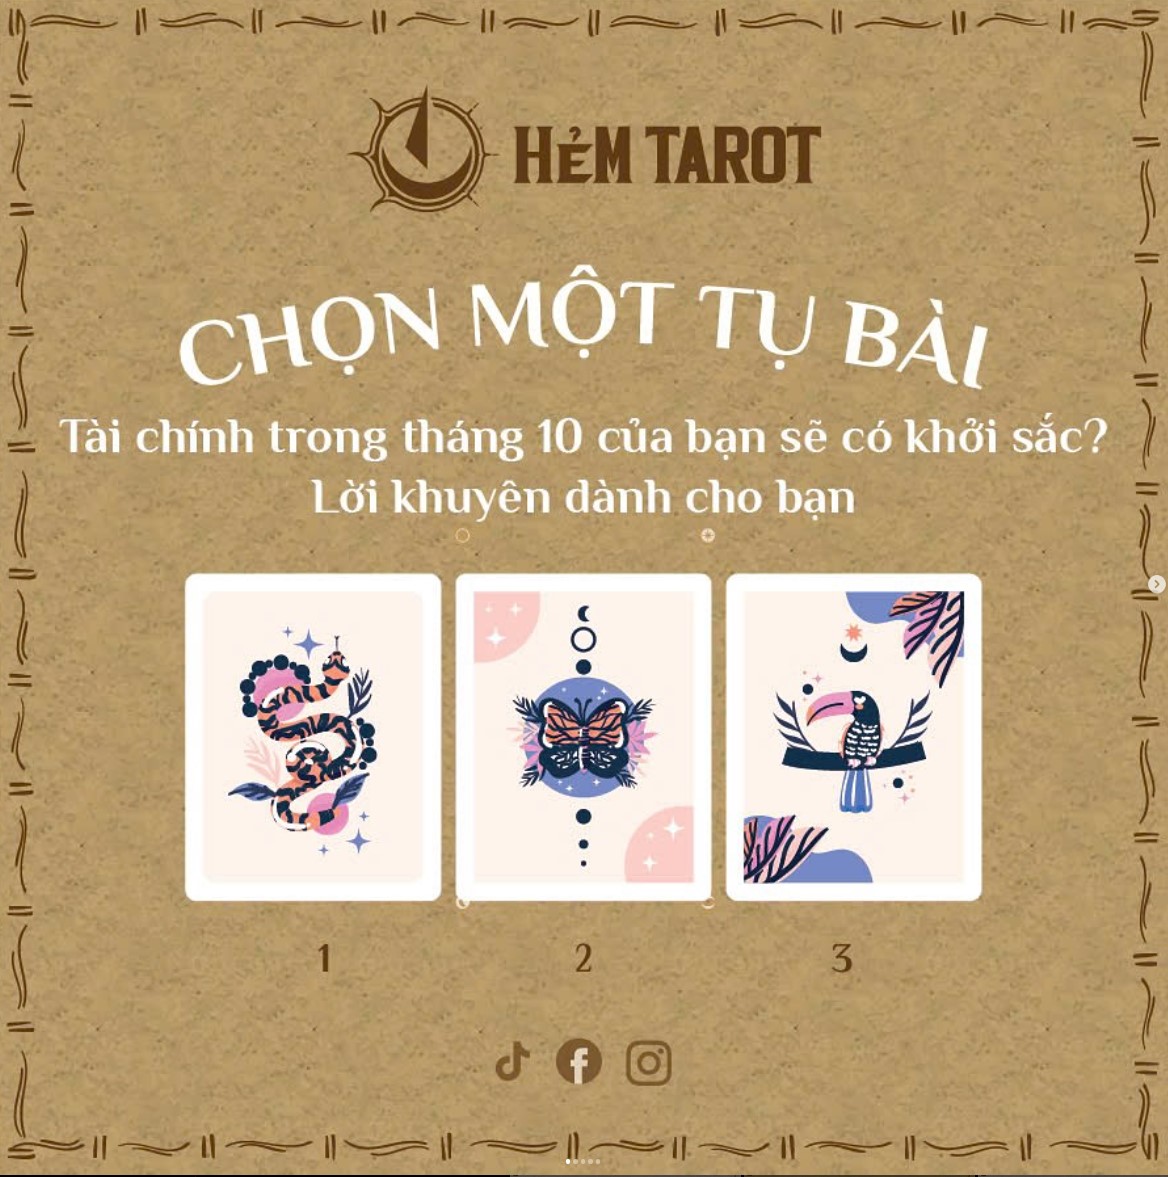 HẺM TAROT
CHỌN MỘT TỤ BÀI
Tài chính trong tháng 10 của bạn sẽ có khởi sắc?
Lời khuyên dành cho bạn
1
2
3